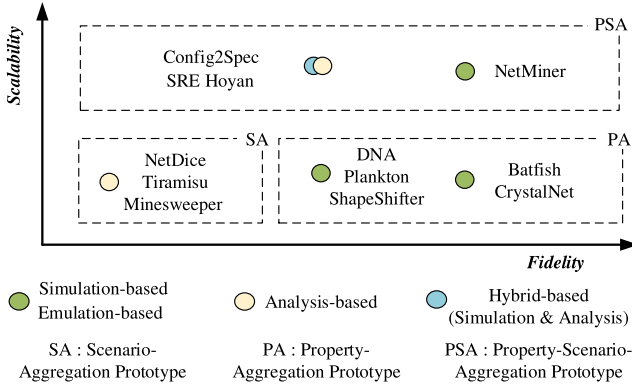 PSA
Scalability
Config2Spec
SRE Hoyan
NetMiner
SA
PA
NetDice
Tiramisu
Minesweeper
DNA
Plankton
ShapeShifter
Batfish
CrystalNet
Fidelity
Simulation-based
Emulation-based
Analysis-based
Hybrid-based
(Simulation & Analysis)
SA : Scenario-
Aggregation Prototype
PA : Property-
Aggregation Prototype
PSA : Property-Scenario-
Aggregation Prototype